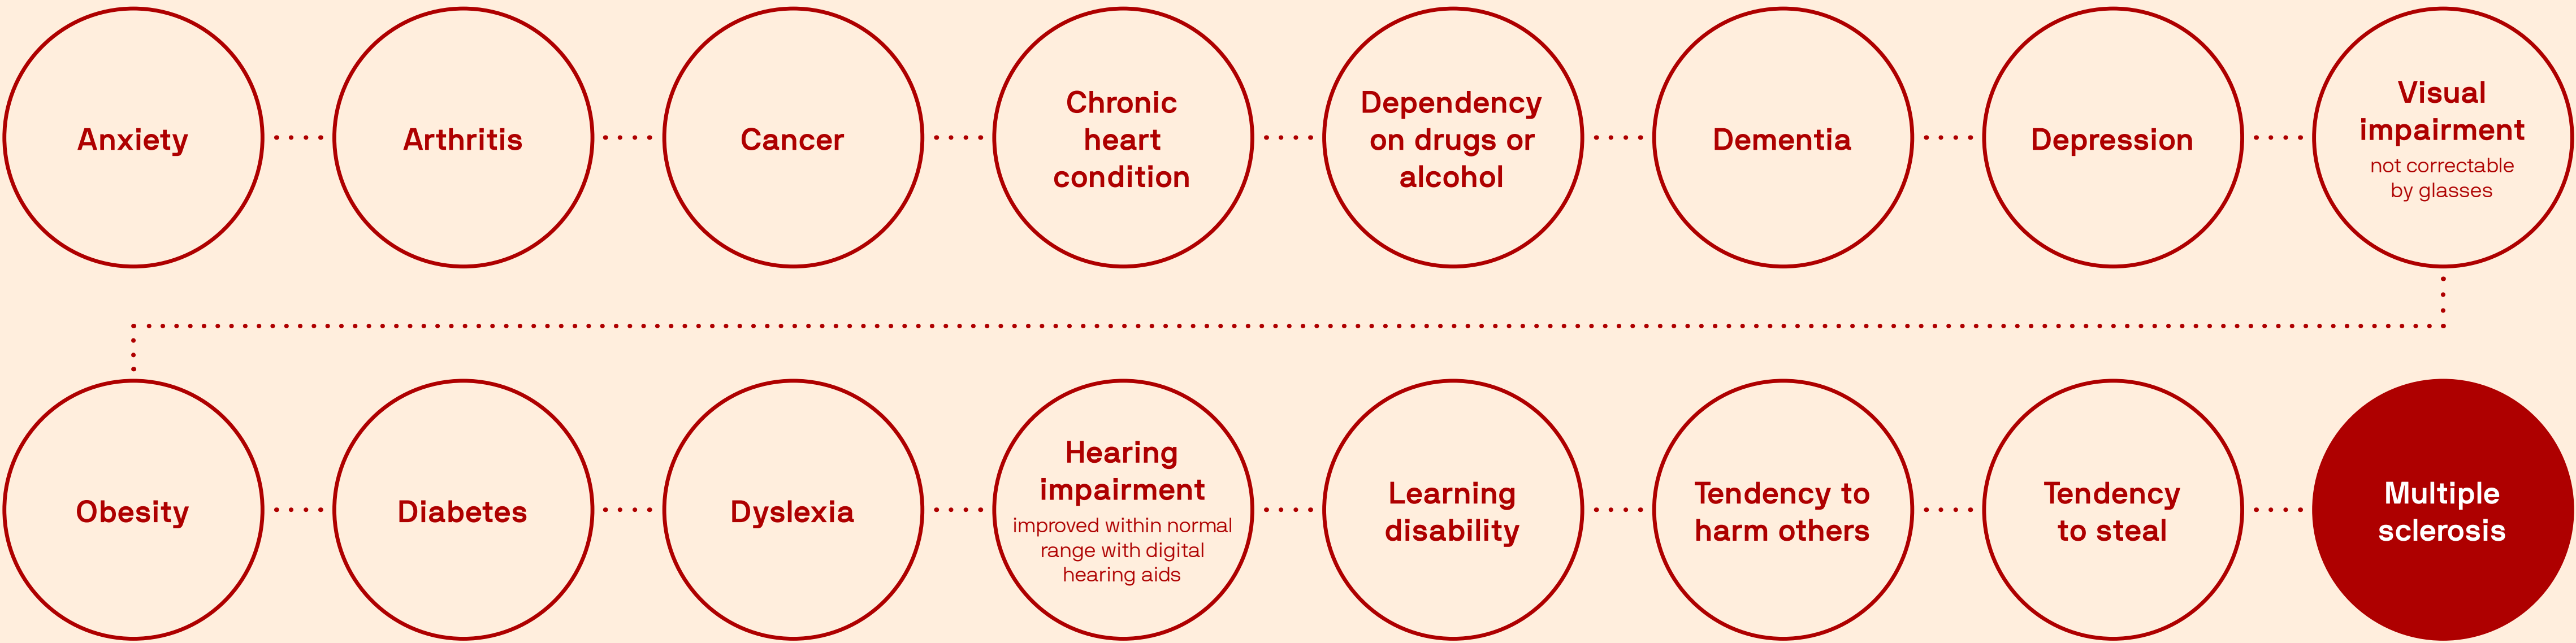 Anxiety
Arthritis
Cancer
Chronic
heart
condition
Dependency
on drugs or
alcohol
Dementia
Depression
Visual
impairment
not correctable
by glasses
Obesity
Diabetes
Dyslexia
Hearing
impairment
improved within normal
range with digital
hearing aids
Learning
disability
Tendency to
harm others
Tendency
to steal
Multiple
sclerosis